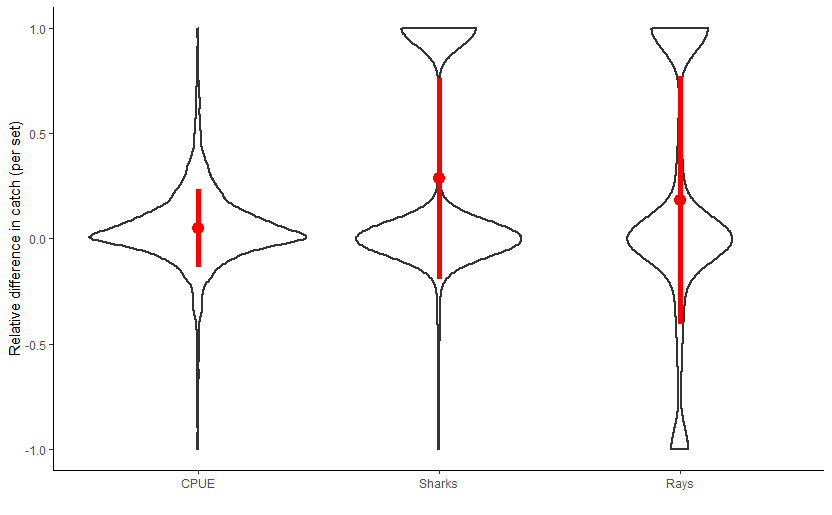 Relative difference in catch (per set)
1.0
0.5
0.0
-0.5
-1.0
CPUE Sharks Rays